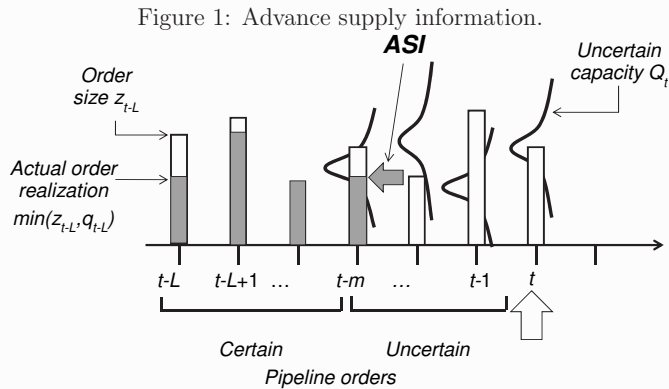 Figure 1: Advance supply information.
ASI
Order
size z_{t-L}
Uncertain
capacity Q_t
Actual order
realization
min(z_{t-L},q_{t-L})
t-L t-L+1 ... t-m ... t-1 t
Certain Uncertain
Pipeline orders